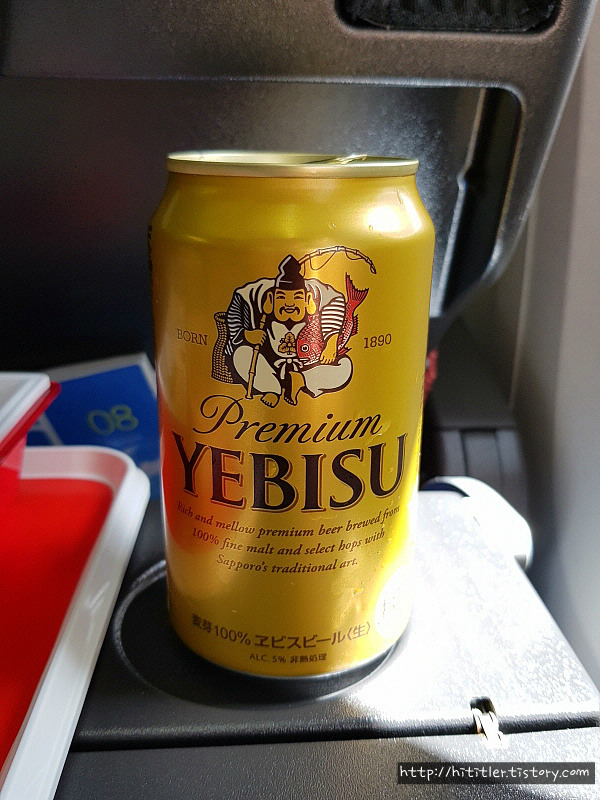 08
BORN 1890
Premium
YEBISU
Rich and mellow premium beer brewed from
100% fine malt and select hops with
Sapporo's traditional art.
麦芽100% ヱビスビール〈生〉
ALC. 5% 非熱処理
http://hititler.tistory.com